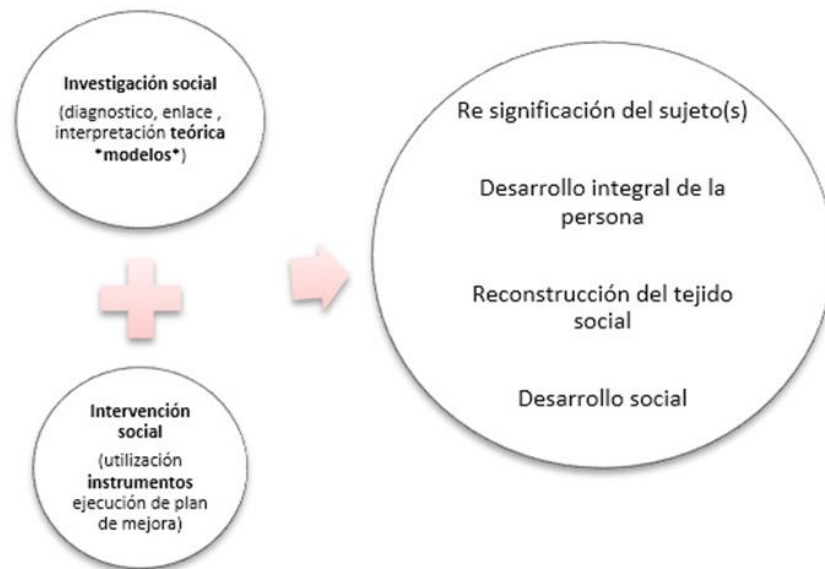 Investigación social
(diagnostico, enlace ,
interpretación teórica
*modelos*)
Intervención
social
(utilización
instrumentos
ejecución de plan
de mejora)
Re significación del sujeto(s)
Desarrollo integral de la
persona
Reconstrucción del tejido
social
Desarrollo social